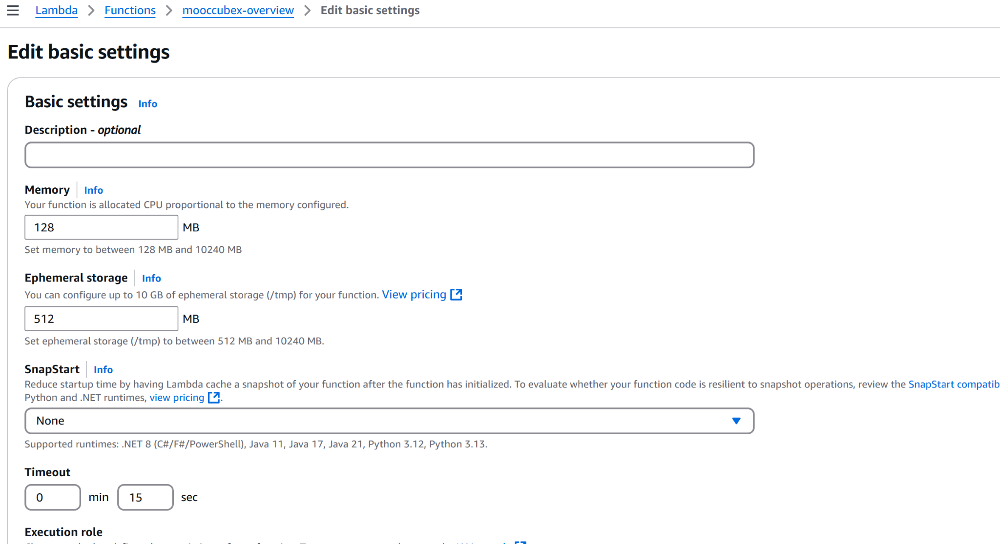 Lambda > Functions > mooccubex-overview > Edit basic settings
Edit basic settings
Basic settings Info
Description - optional
Memory Info
Your function is allocated CPU proportional to the memory configured.
128 MB
Set memory to between 128 MB and 10240 MB
Ephemeral storage Info
You can configure up to 10 GB of ephemeral storage (/tmp) for your function. View pricing
512 MB
Set ephemeral storage (/tmp) to between 512 MB and 10240 MB.
SnapStart Info
Reduce startup time by having Lambda cache a snapshot of your function after the function has initialized. To evaluate whether your function code is resilient to snapshot operations, review the SnapStart compatib
Python and .NET runtimes, view pricing.
None
Supported runtimes: .NET 8 (C#/F#/PowerShell), Java 11, Java 17, Java 21, Python 3.12, Python 3.13.
Timeout
0 min 15 sec
Execution role